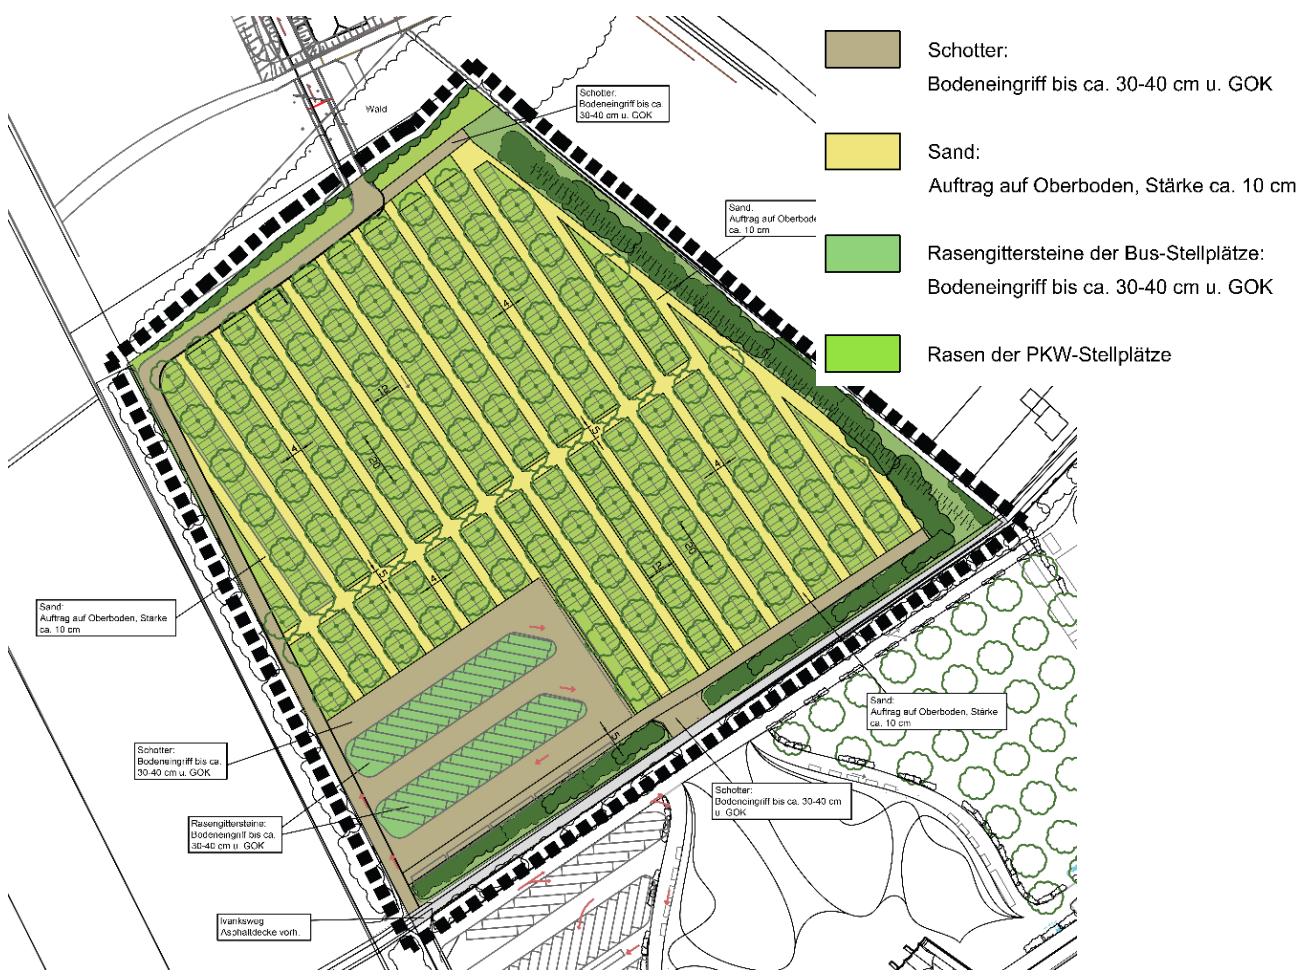 Schotter:
Bodeneingriff bis ca. 30-40 cm u. GOK
Sand:
Auftrag auf Oberboden, Stärke ca. 10 cm
Rasengittersteine der Bus-Stellplätze:
Bodeneingriff bis ca. 30-40 cm u. GOK
Rasen der PKW-Stellplätze
Schotter:
Bodeneingriff bis ca.
30-40 cm u. GOK
Wald
Sand:
Auftrag auf Oberbode
ca. 10 cm
4
12
4
20
5
4
5
4
20
12
Sand:
Auftrag auf Oberboden, Stärke
ca. 10 cm
Sand:
Auftrag auf Oberboden, Stärke
ca. 10 cm
Schotter:
Bodeneingriff bis ca.
30-40 cm u. GOK
5
Schotter:
Bodeneingriff bis ca. 30-40 cm
u. GOK
Rasengittersteine:
Bodeneingriff bis ca.
30-40 cm u. GOK
Ivanksweg
Asphaltdecke vorh.